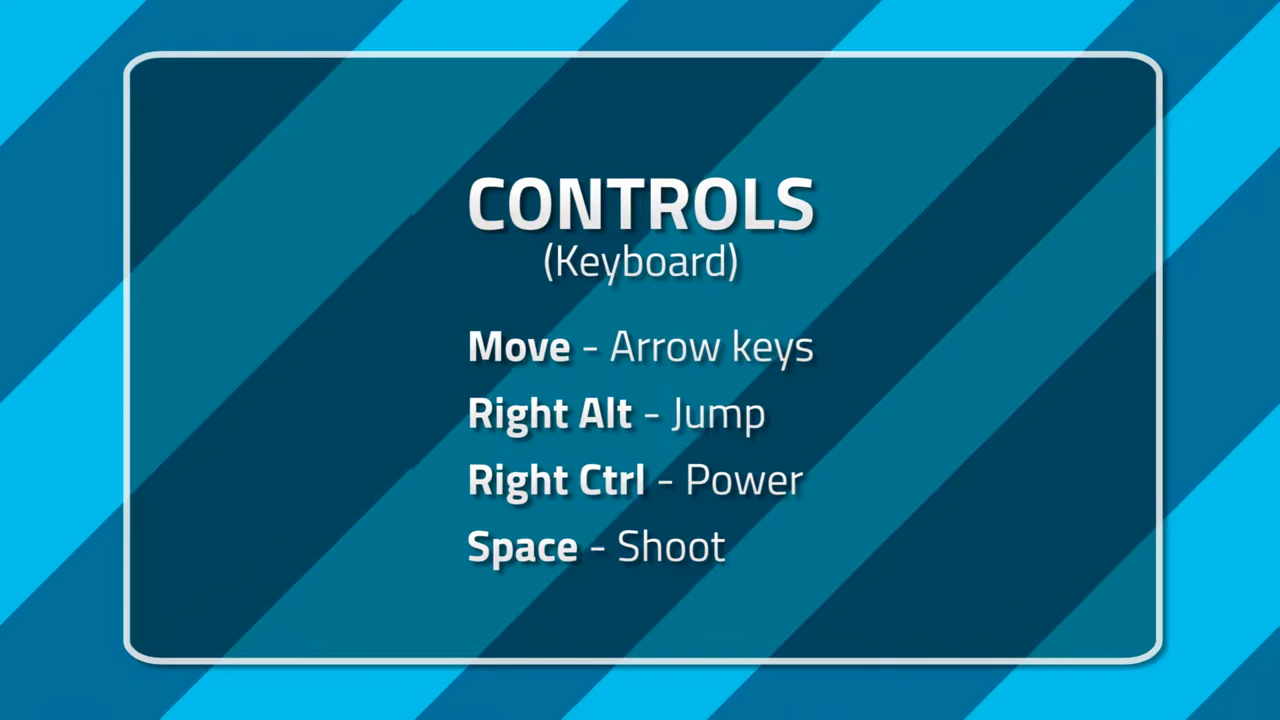 CONTROLS
(Keyboard)
Move - Arrow keys
Right Alt - Jump
Right Ctrl - Power
Space - Shoot